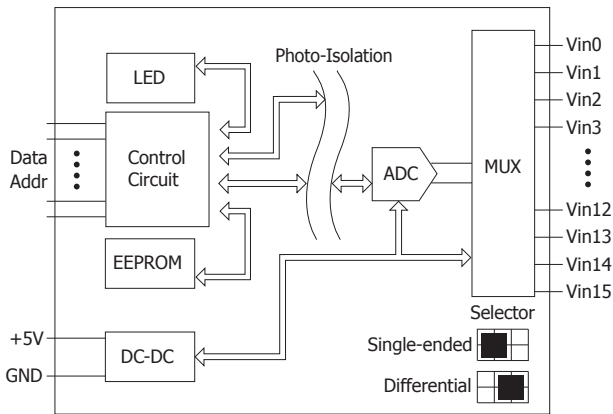 LED
Photo-Isolation
Vin0
Vin1
Vin2
Vin3
Data
Addr
Control
Circuit
ADC
MUX
EEPROM
Vin12
Vin13
Vin14
Vin15
+5V
GND
DC-DC
Selector
Single-ended
Differential